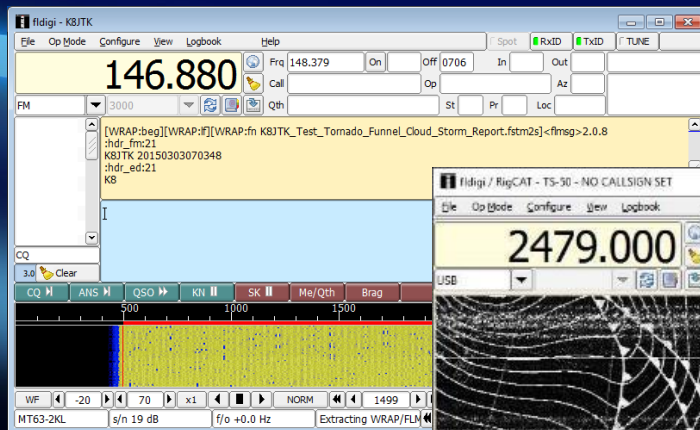 fldigi - K8JTK
File Op Mode Configure View Logbook Help Spot RxID TxID TUNE
146.880 Frq 148.379 On Off 0706 In Out
Call Op Az
FM 3000 Qth St Pr Loc
[WRAP:beg][WRAP:lf][WRAP:fn K8JTK_Test_Tornado_Funnel_Cloud_Storm_Report.fstm2s]<flmsg>2.0.8
:hdr_fm:21
K8JTK 20150303070348
:hdr_ed:21
K8
fldigi / RigCAT - TS-50 - NO CALLSIGN SET
File Op Mode Configure View Logbook
2479.000
USB
CQ
3.0 Clear
CQ ANS QSO KN SK Me/Qth Brag
500 1000 1500
WF -20 70 x1 NORM 1499
MT63-2KL s/n 19 dB f/o +0.0 Hz Extracting WRAP/FLM